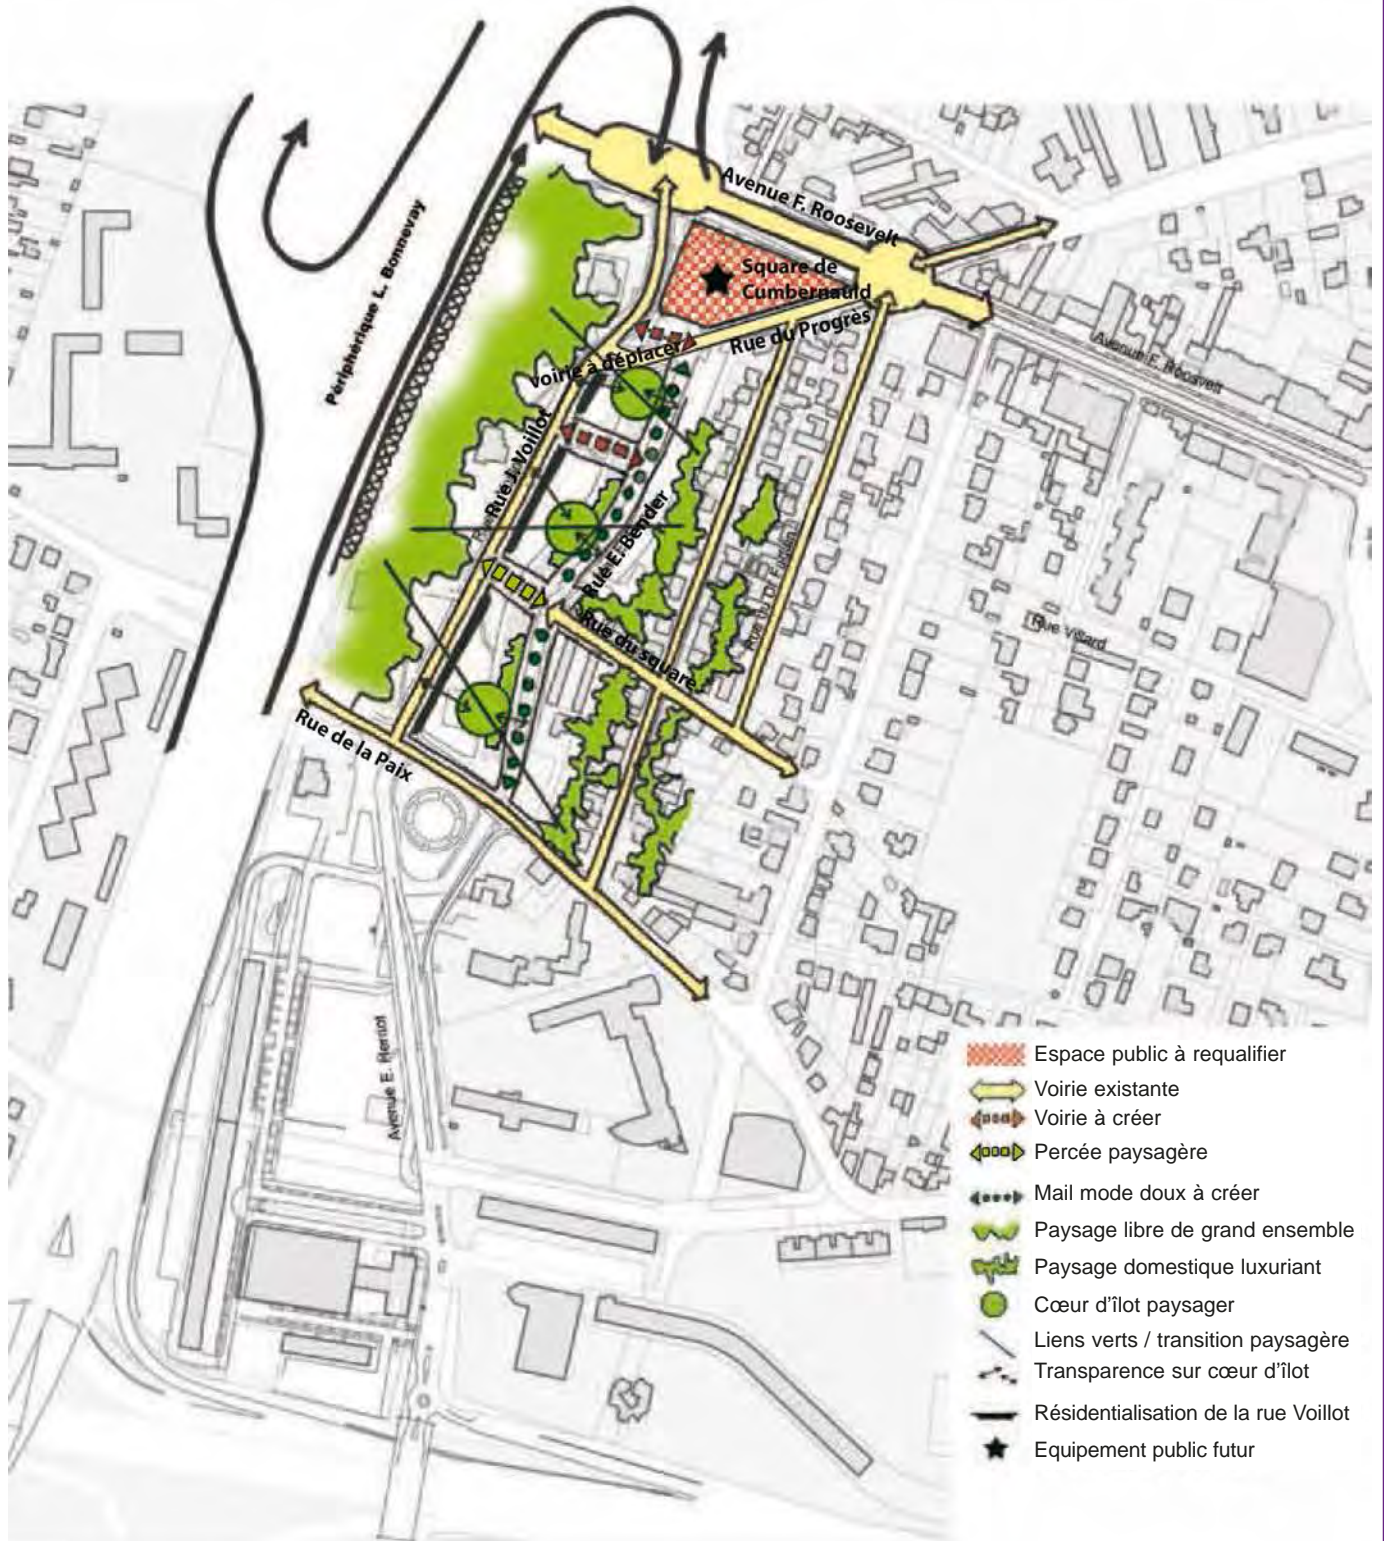 Avenue F. Roosevelt
Périphérique L. Bonnevay
Square de
Cumbernauld
Rue du Progrès
Voirie à déplacer
Avenue E. Roosvelt
Rue J. Voillot
Rue E. Bender
Rue du square
Rue Villard
Rue de la Paix
Espace public à requalifier
Voirie existante
Voirie à créer
Percée paysagère
Mail mode doux à créer
Paysage libre de grand ensemble
Paysage domestique luxuriant
Cœur d'îlot paysager
Liens verts / transition paysagère
Transparence sur cœur d'îlot
Résidentialisation de la rue Voillot
Equipement public futur